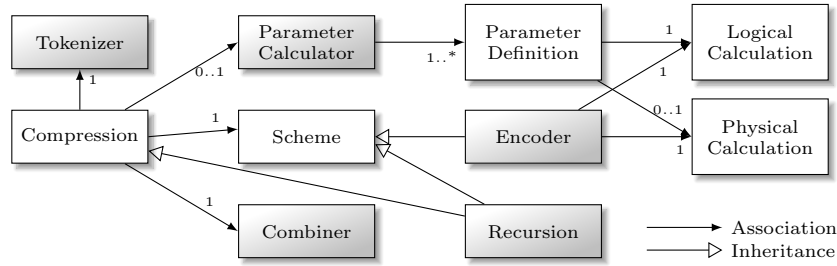 Tokenizer
1
Parameter
Calculator
0..1
1..*
Parameter
Definition
1
1
Logical
Calculation
Compression
1
Scheme
Encoder
0..1
1
Physical
Calculation
1
Combiner
Recursion
Association
Inheritance